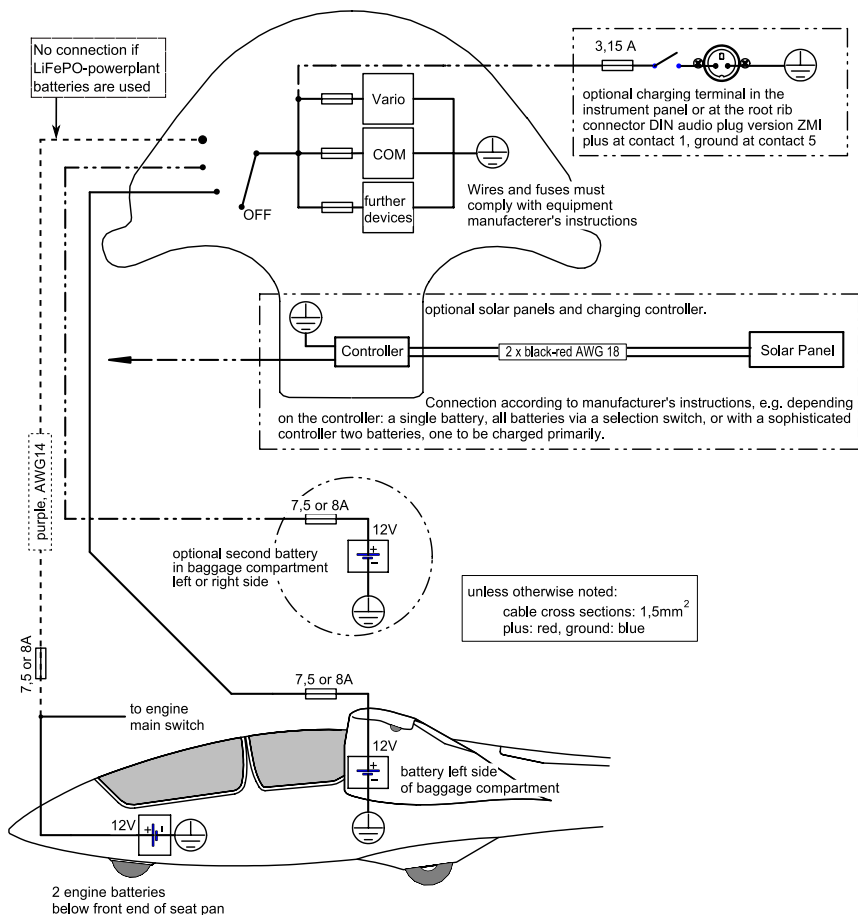 No connection if
LiFePO-powerplant
batteries are used
3,15 A
optional charging terminal in the
instrument panel or at the root rib
connector DIN audio plug version ZMI
plus at contact 1, ground at contact 5
Vario
COM
further
devices
OFF
Wires and fuses must
comply with equipment
manufacterer's instructions
optional solar panels and charging controller.
Controller
2 x black-red AWG 18
Solar Panel
Connection according to manufacturer's instructions, e.g. depending
on the controller: a single battery, all batteries via a selection switch, or with a sophisticated
controller two batteries, one to be charged primarily.
purple, AWG14
7,5 or 8A
12V
+
-
optional second battery
in baggage compartment
left or right side
unless otherwise noted:
cable cross sections: 1,5mm²
plus: red, ground: blue
7,5 or 8A
7,5 or 8A
to engine
main switch
12V
+
-
battery left side
of baggage compartment
12V
+
-
2 engine batteries
below front end of seat pan